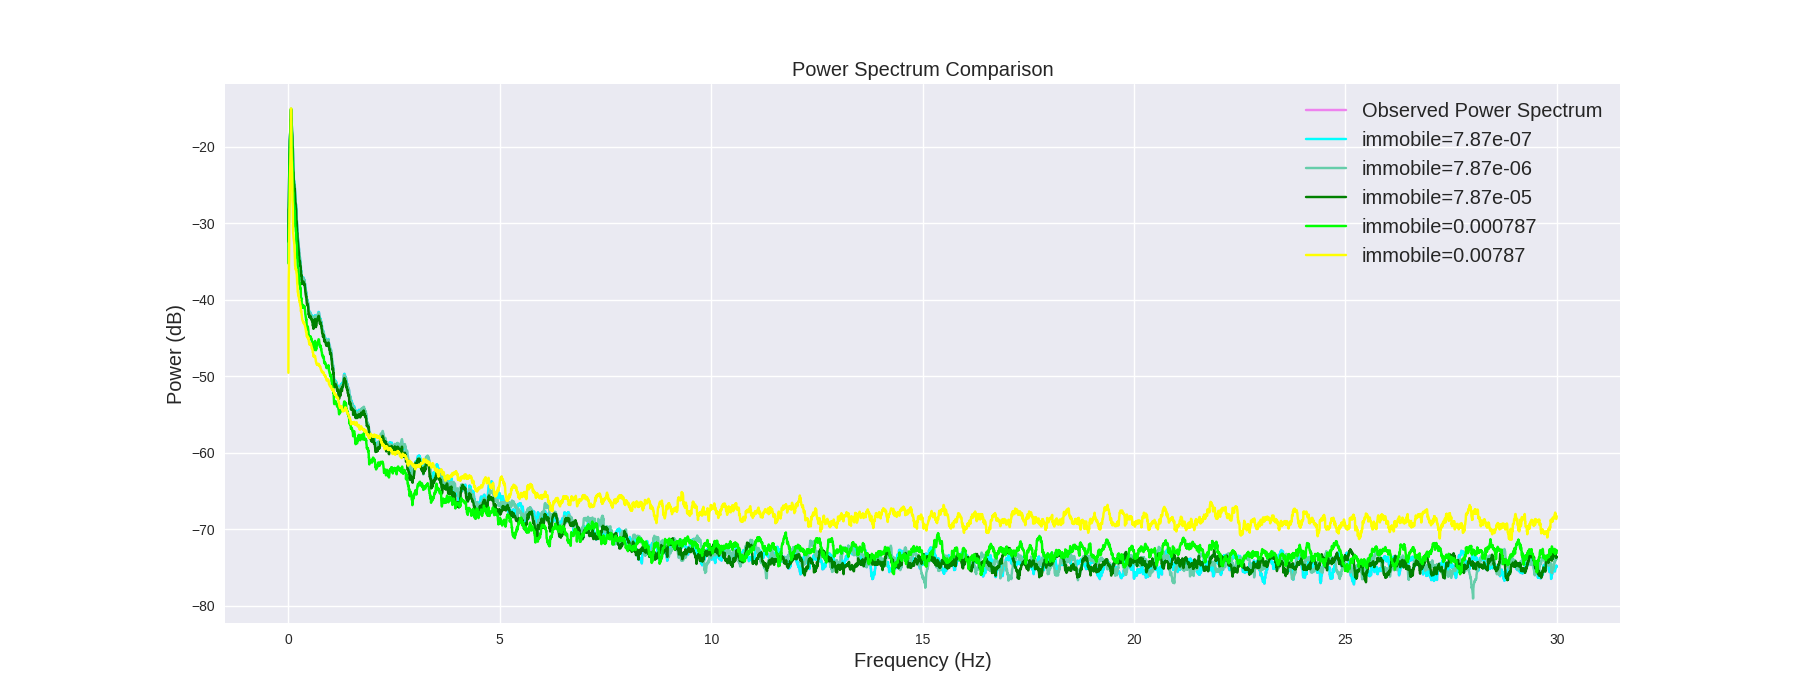 Power Spectrum Comparison
Observed Power Spectrum
immobile=7.87e-07
immobile=7.87e-06
immobile=7.87e-05
immobile=0.000787
immobile=0.00787
Power (dB)
−20
−30
−40
−50
−60
−70
−80
0 5 10 15 20 25 30
Frequency (Hz)